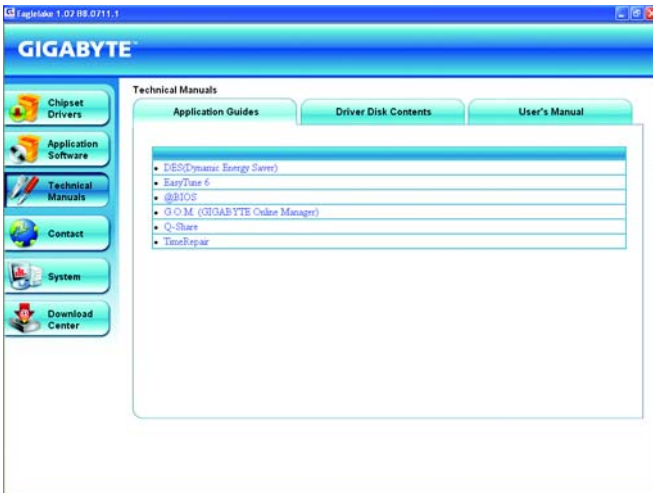 Eaglelake 1.02 B8.0711.1
GIGABYTE™
Chipset
Drivers
Application
Software
Technical
Manuals
Contact
System
Download
Center
Technical Manuals
Application Guides
Driver Disk Contents
User's Manual
• DES(Dynamic Energy Saver)
• EasyTune 6
• @BIOS
• G.O.M. (GIGABYTE Online Manager)
• Q-Share
• TimeRepair